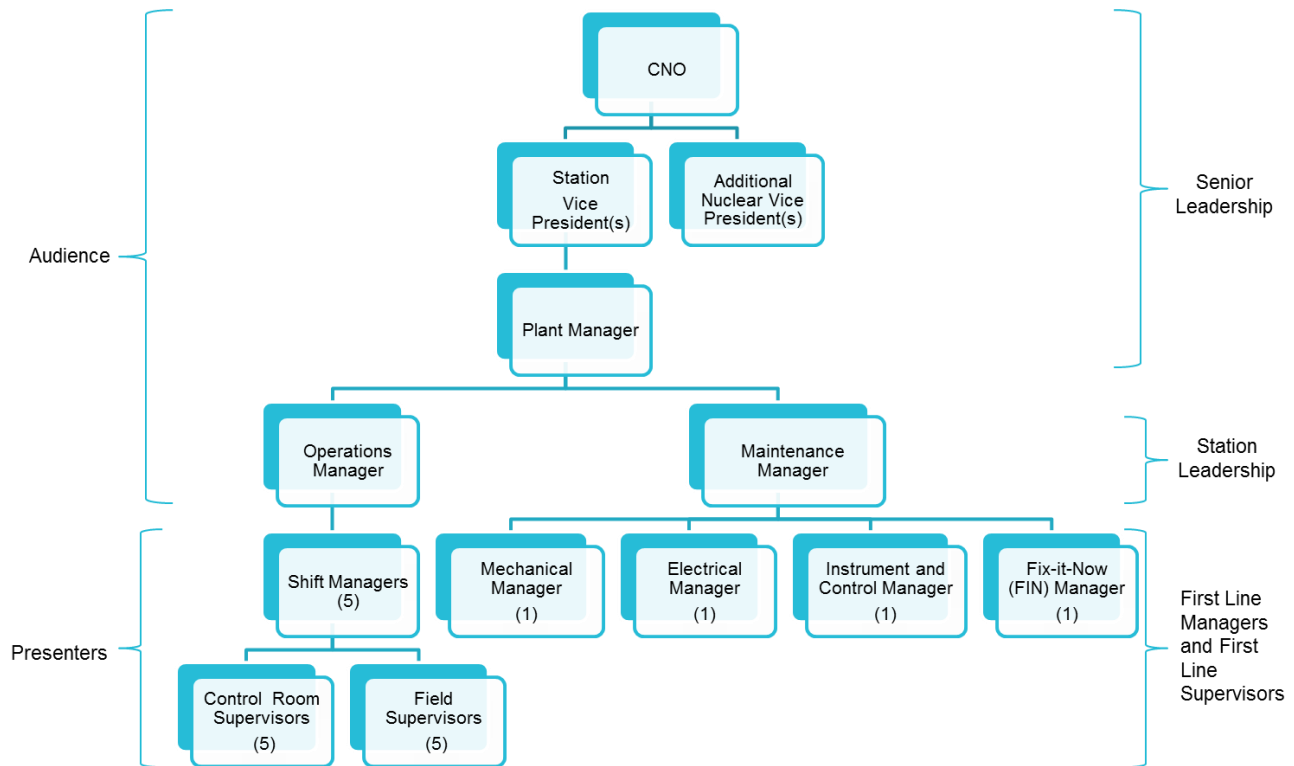 CNO
Station
Vice
President(s)
Additional
Nuclear Vice
President(s)
Senior
Leadership
Audience
Plant Manager
Operations
Manager
Maintenance
Manager
Station
Leadership
Shift Managers
(5)
Mechanical
Manager
(1)
Electrical
Manager
(1)
Instrument and
Control Manager
(1)
Fix-it-Now
(FIN) Manager
(1)
First Line
Managers
and First
Line
Supervisors
Presenters
Control Room
Supervisors
(5)
Field
Supervisors
(5)